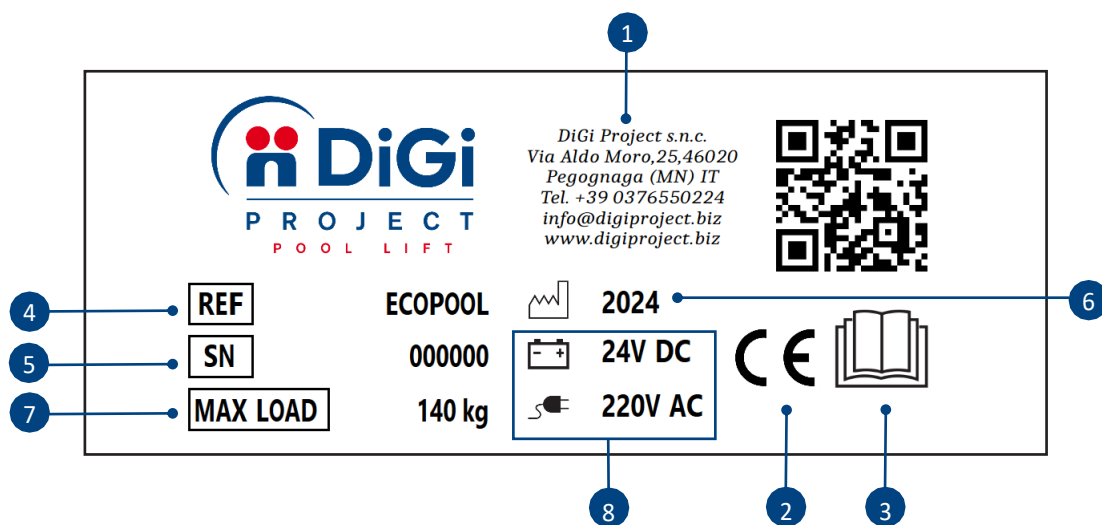 1
DiGi
PROJECT
POOL LIFT
DiGi Project s.n.c.
Via Aldo Moro,25,46020
Pegognaga (MN) IT
Tel. +39 0376550224
info@digiproject.biz
www.digiproject.biz
4
REF
ECOPOOL
2024
6
5
SN
000000
24V DC
CE
7
MAX LOAD
140 kg
220V AC
8
2
3